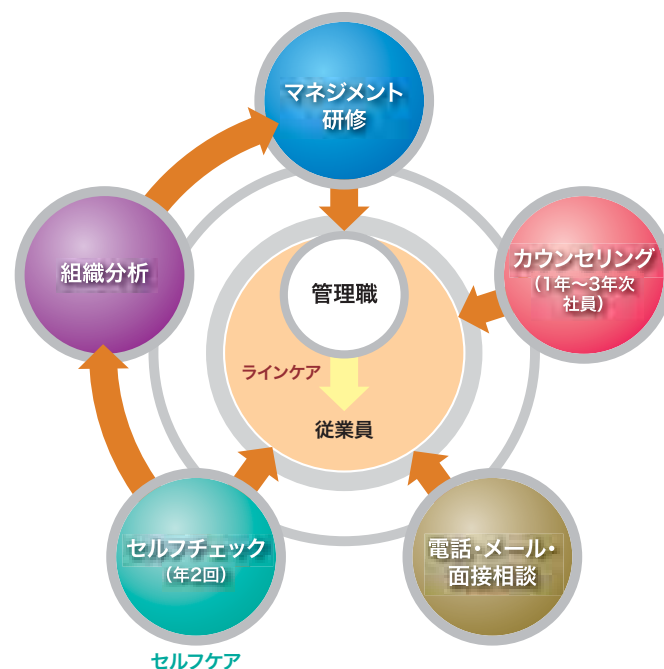 マネジメント
研修
組織分析
カウンセリング
（1年～3年次
社員）
管理職
ラインケア
従業員
セルフチェック
（年2回）
電話・メール・
面接相談
セルフケア